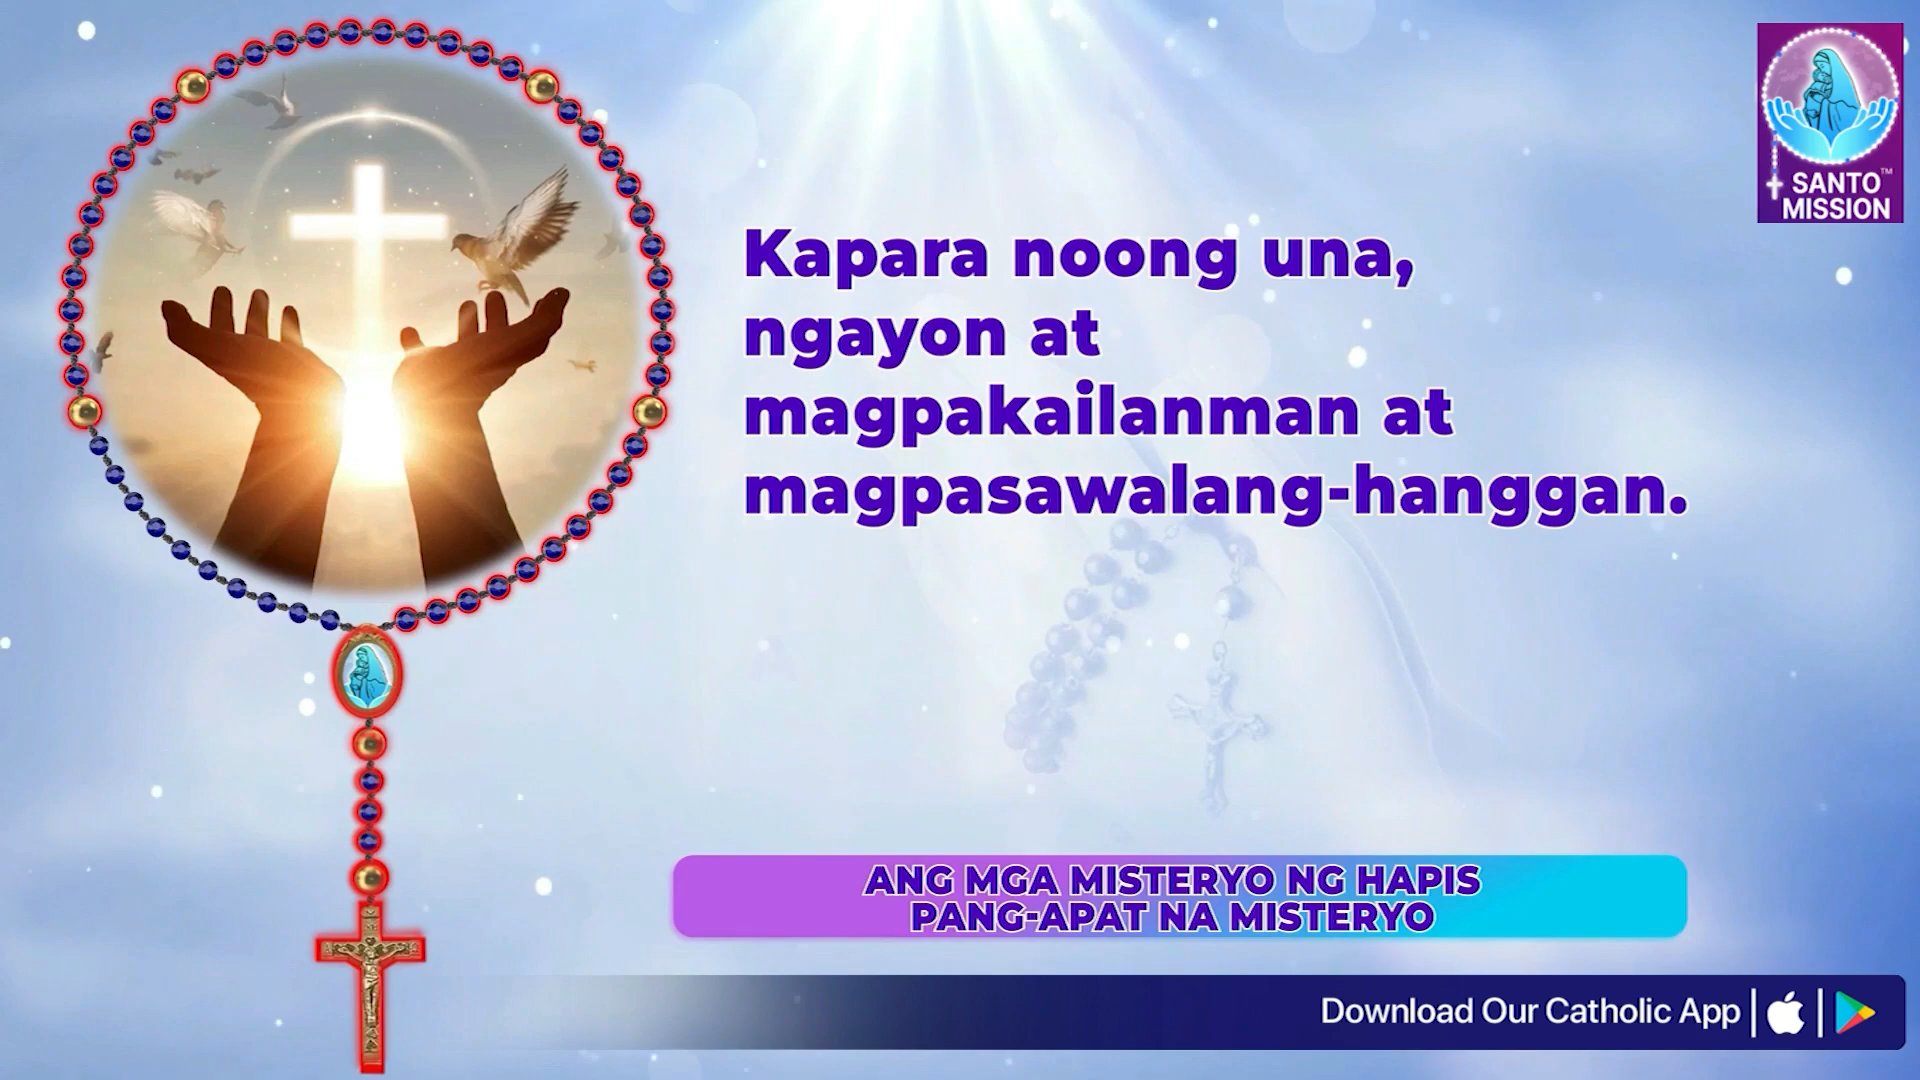 SANTO™
MISSION
Kapara noong una,
ngayon at
magpakailanman at
magpasawalang-hanggan.
ANG MGA MISTERYO NG HAPIS
PANG-APAT NA MISTERYO
Download Our Catholic App